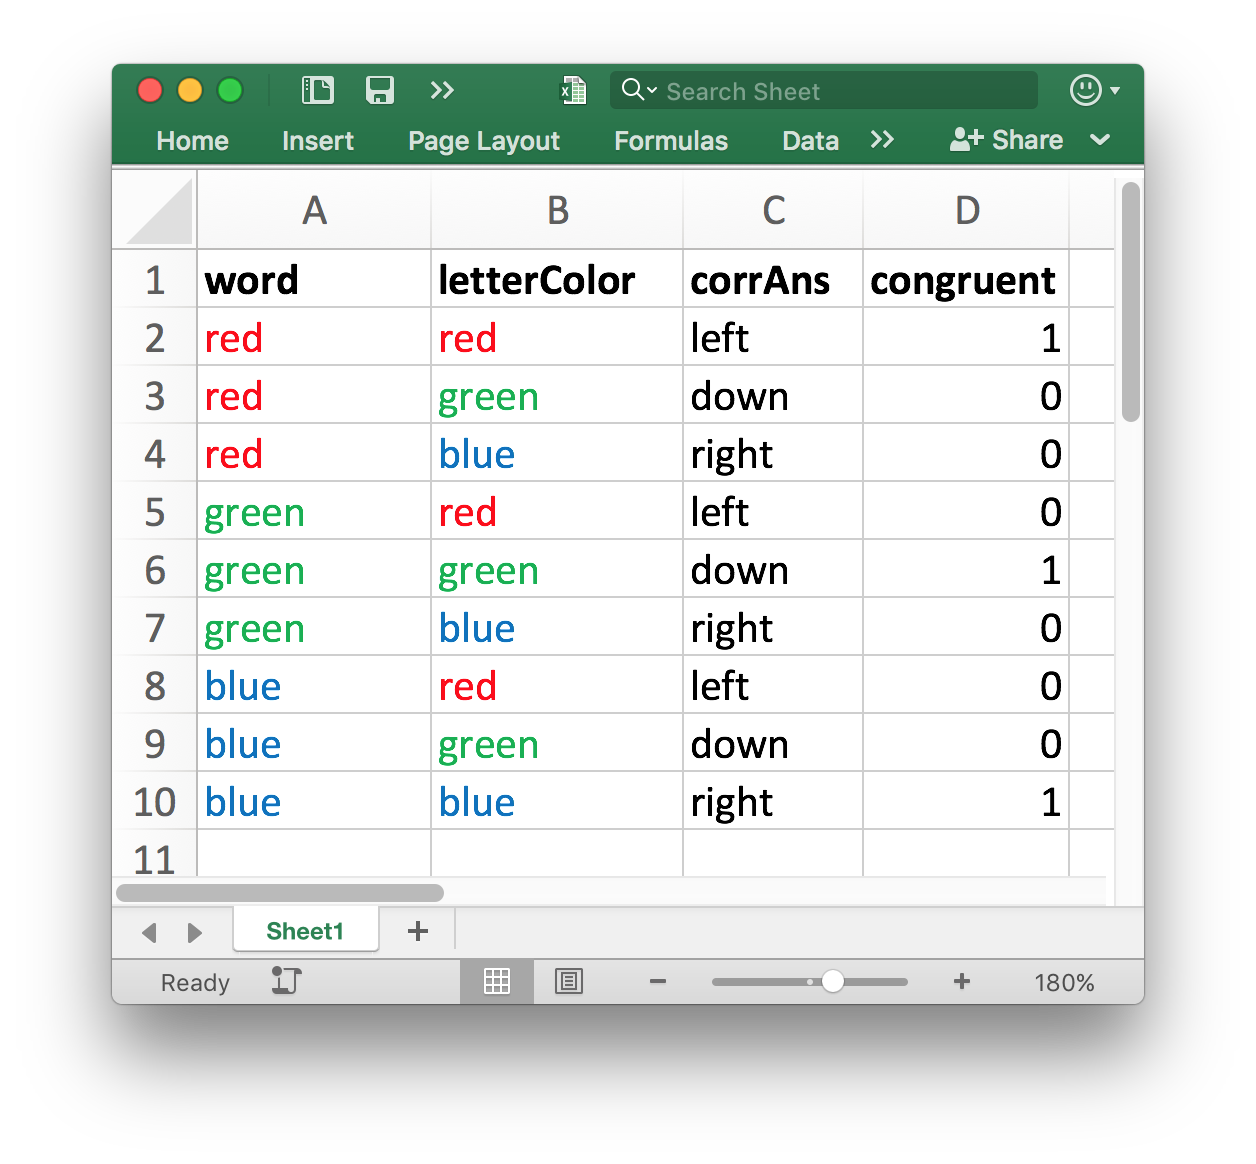 Search Sheet
Home Insert Page Layout Formulas Data Share
A B C D
1 word letterColor corrAns congruent
2 red red left 1
3 red green down 0
4 red blue right 0
5 green red left 0
6 green green down 1
7 green blue right 0
8 blue red left 0
9 blue green down 0
10 blue blue right 1
11
Sheet1 +
Ready 180%